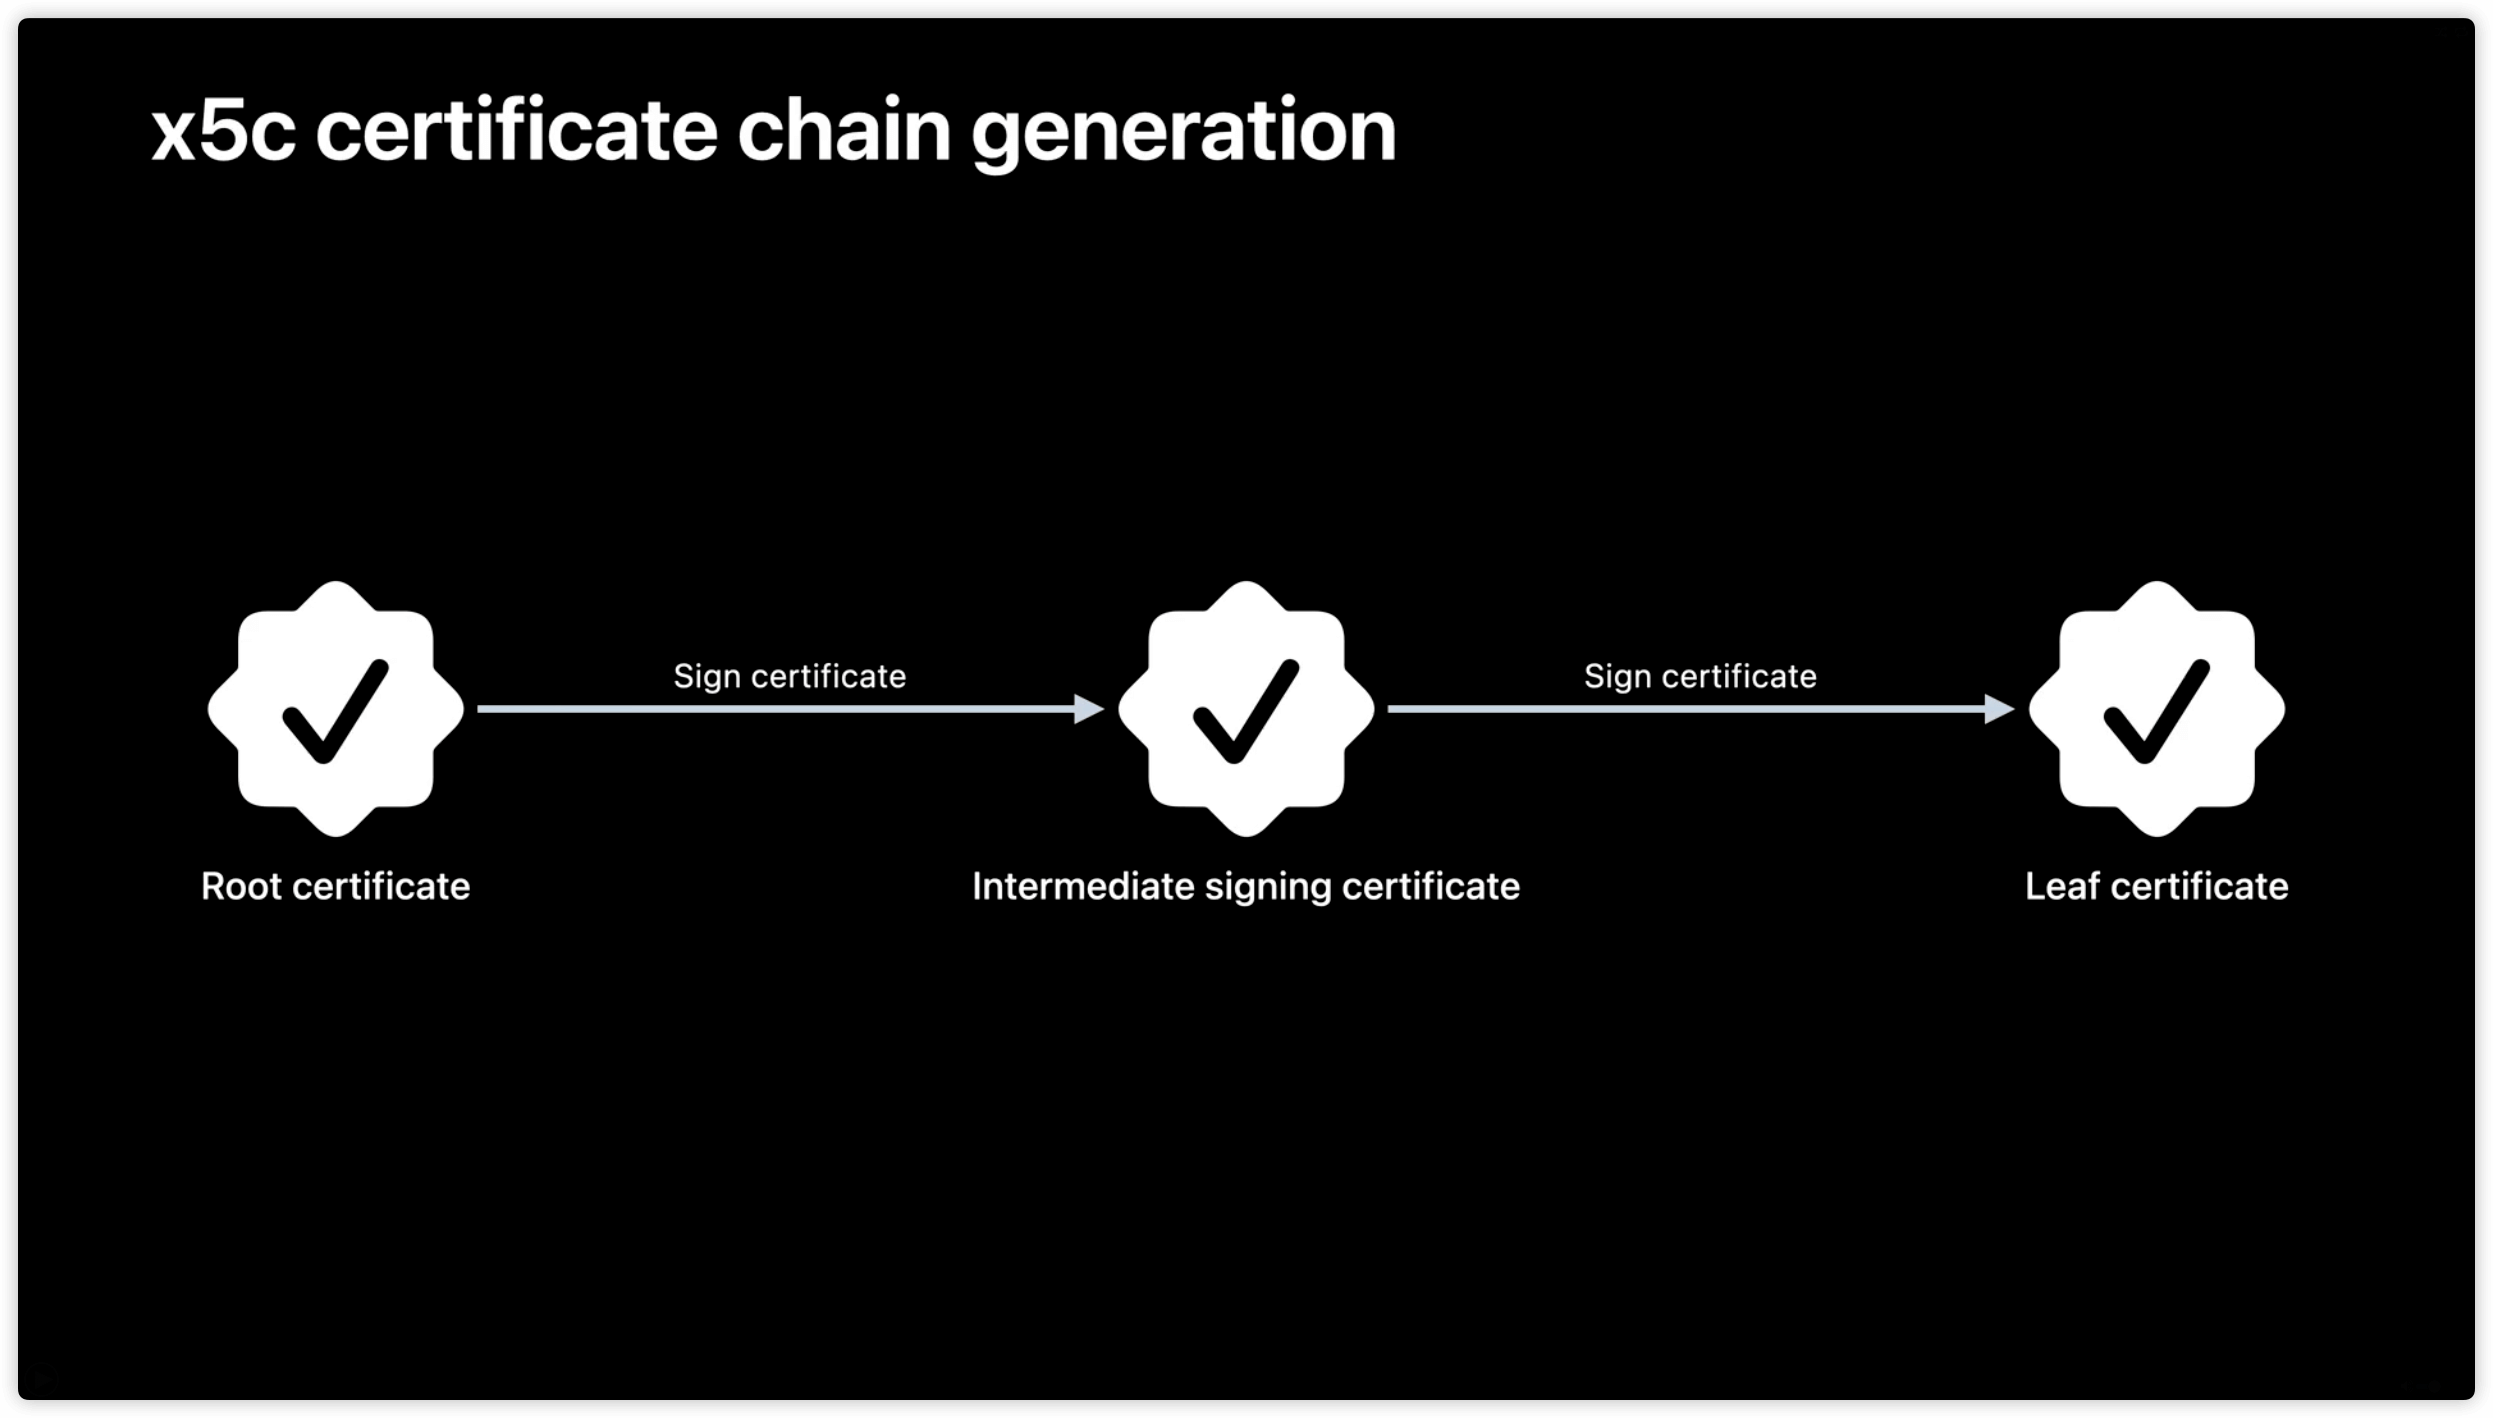 x5c certificate chain generation
Sign certificate
Sign certificate
Root certificate
Intermediate signing certificate
Leaf certificate